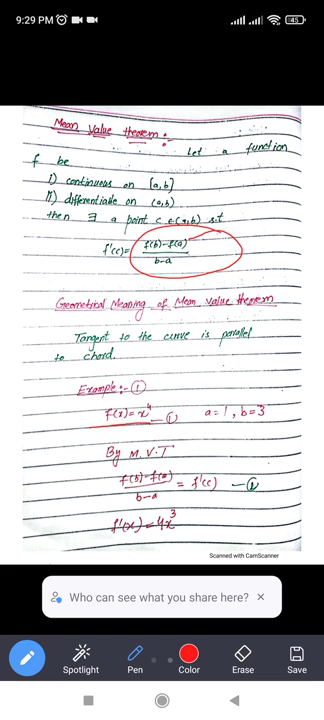 9:29 PM
45
Mean Value theorem :-
Let a function
f be
i) continuous on [a,b]
ii) differentiable on (a,b)
then ∃ a point c ∈ (a,b) s.t
f'(c) = f(b)-f(a) / b-a
Geometrical Meaning of Mean Value theorem
Tangent to the curve is parallel
to chord.
Example:- ①
f(x) = x⁴ — ① a=1, b=3
By M.V.T
f(b)-f(a) / b-a = f'(c) — ②
f'(x) = 4x³
Scanned with CamScanner
Who can see what you share here? ×
Spotlight
Pen
Color
Erase
Save